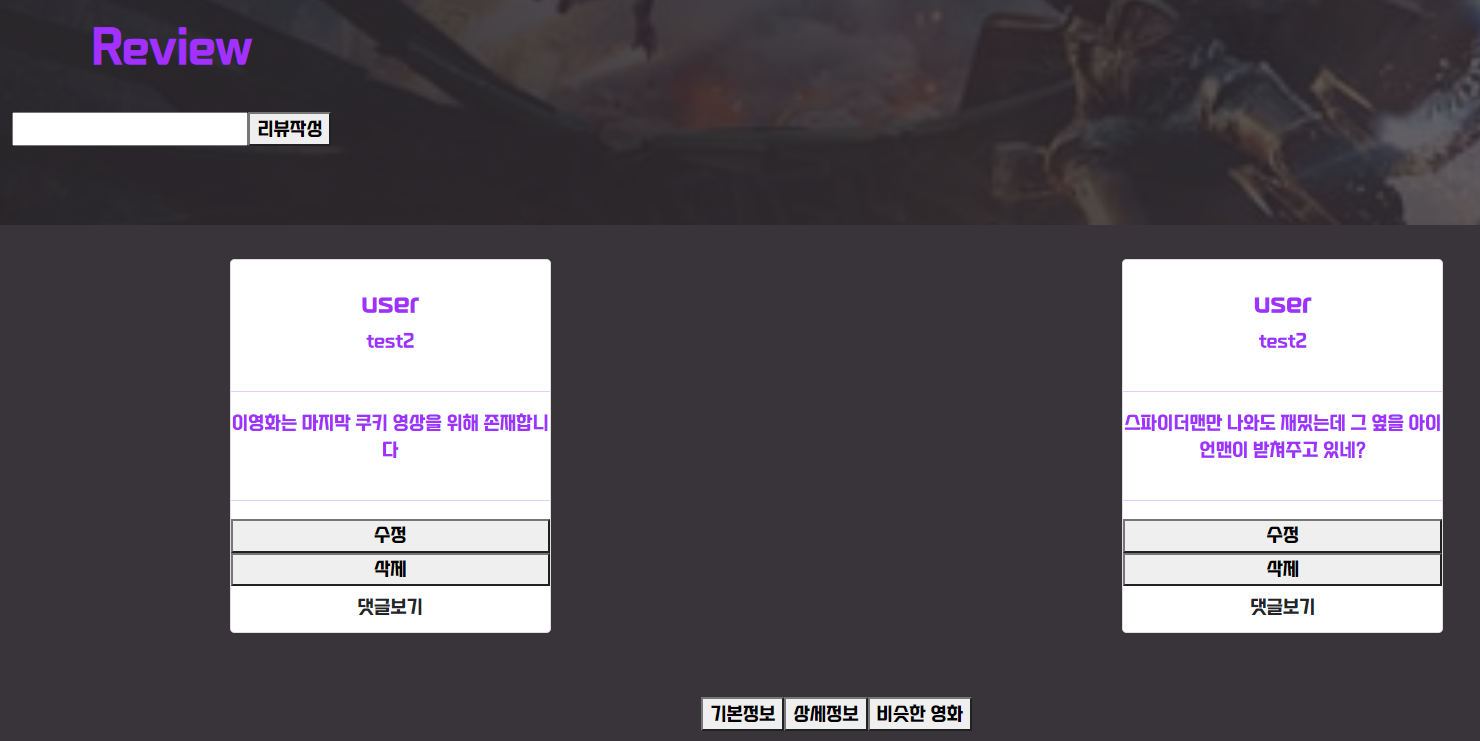 Review
리뷰작성
user
test2
이영화는 마지막 쿠키 영상을 위해 존재합니
다
수정
삭제
댓글보기
user
test2
스파이더맨만 나와도 재밌는데 그 옆을 아이
언맨이 받쳐주고 있네?
수정
삭제
댓글보기
기본정보 상세정보 비슷한 영화